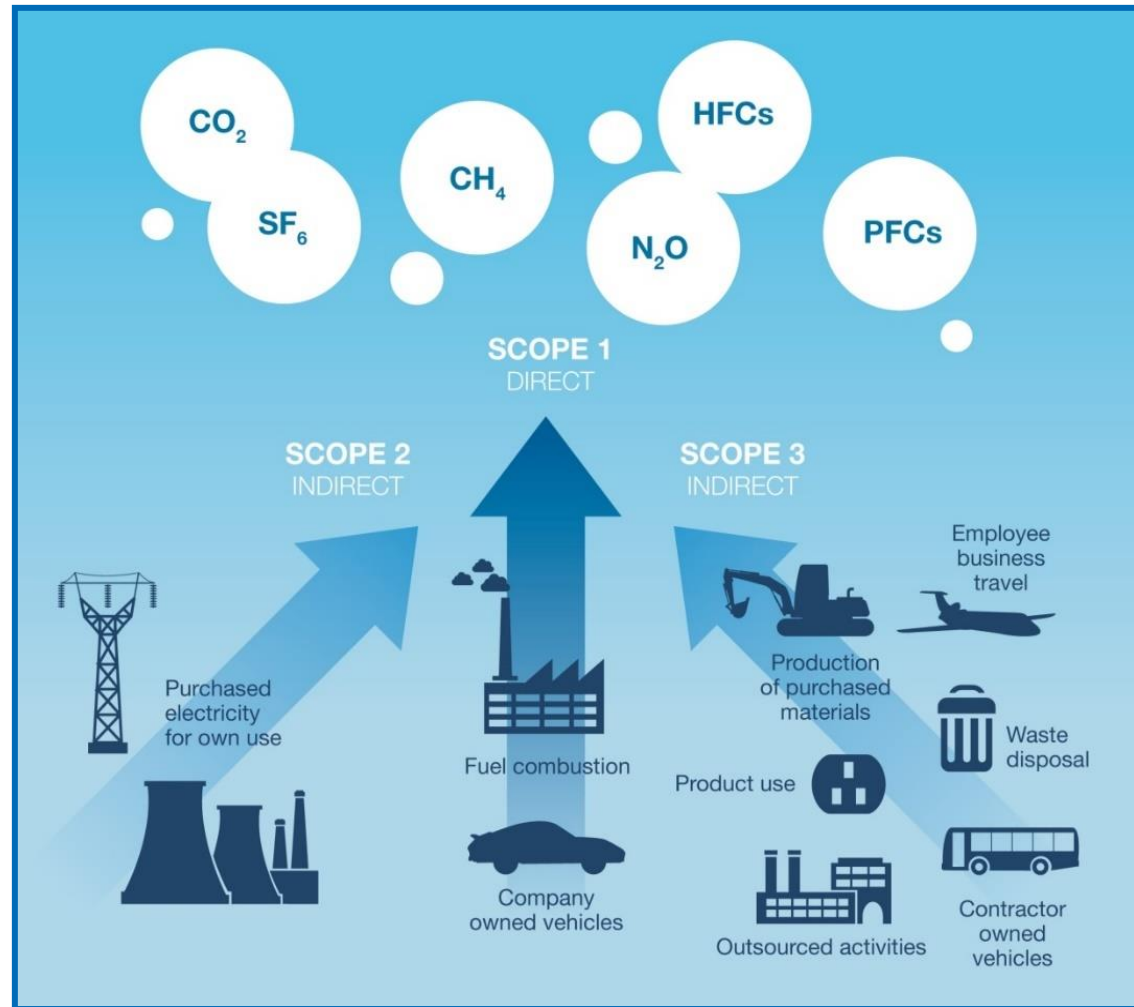 CO₂
SF₆
CH₄
HFCs
N₂O
PFCs
SCOPE 1
DIRECT
SCOPE 2
INDIRECT
SCOPE 3
INDIRECT
Purchased
electricity
for own use
Fuel combustion
Company
owned vehicles
Employee
business
travel
Production
of purchased
materials
Waste
disposal
Product use
Outsourced activities
Contractor
owned
vehicles